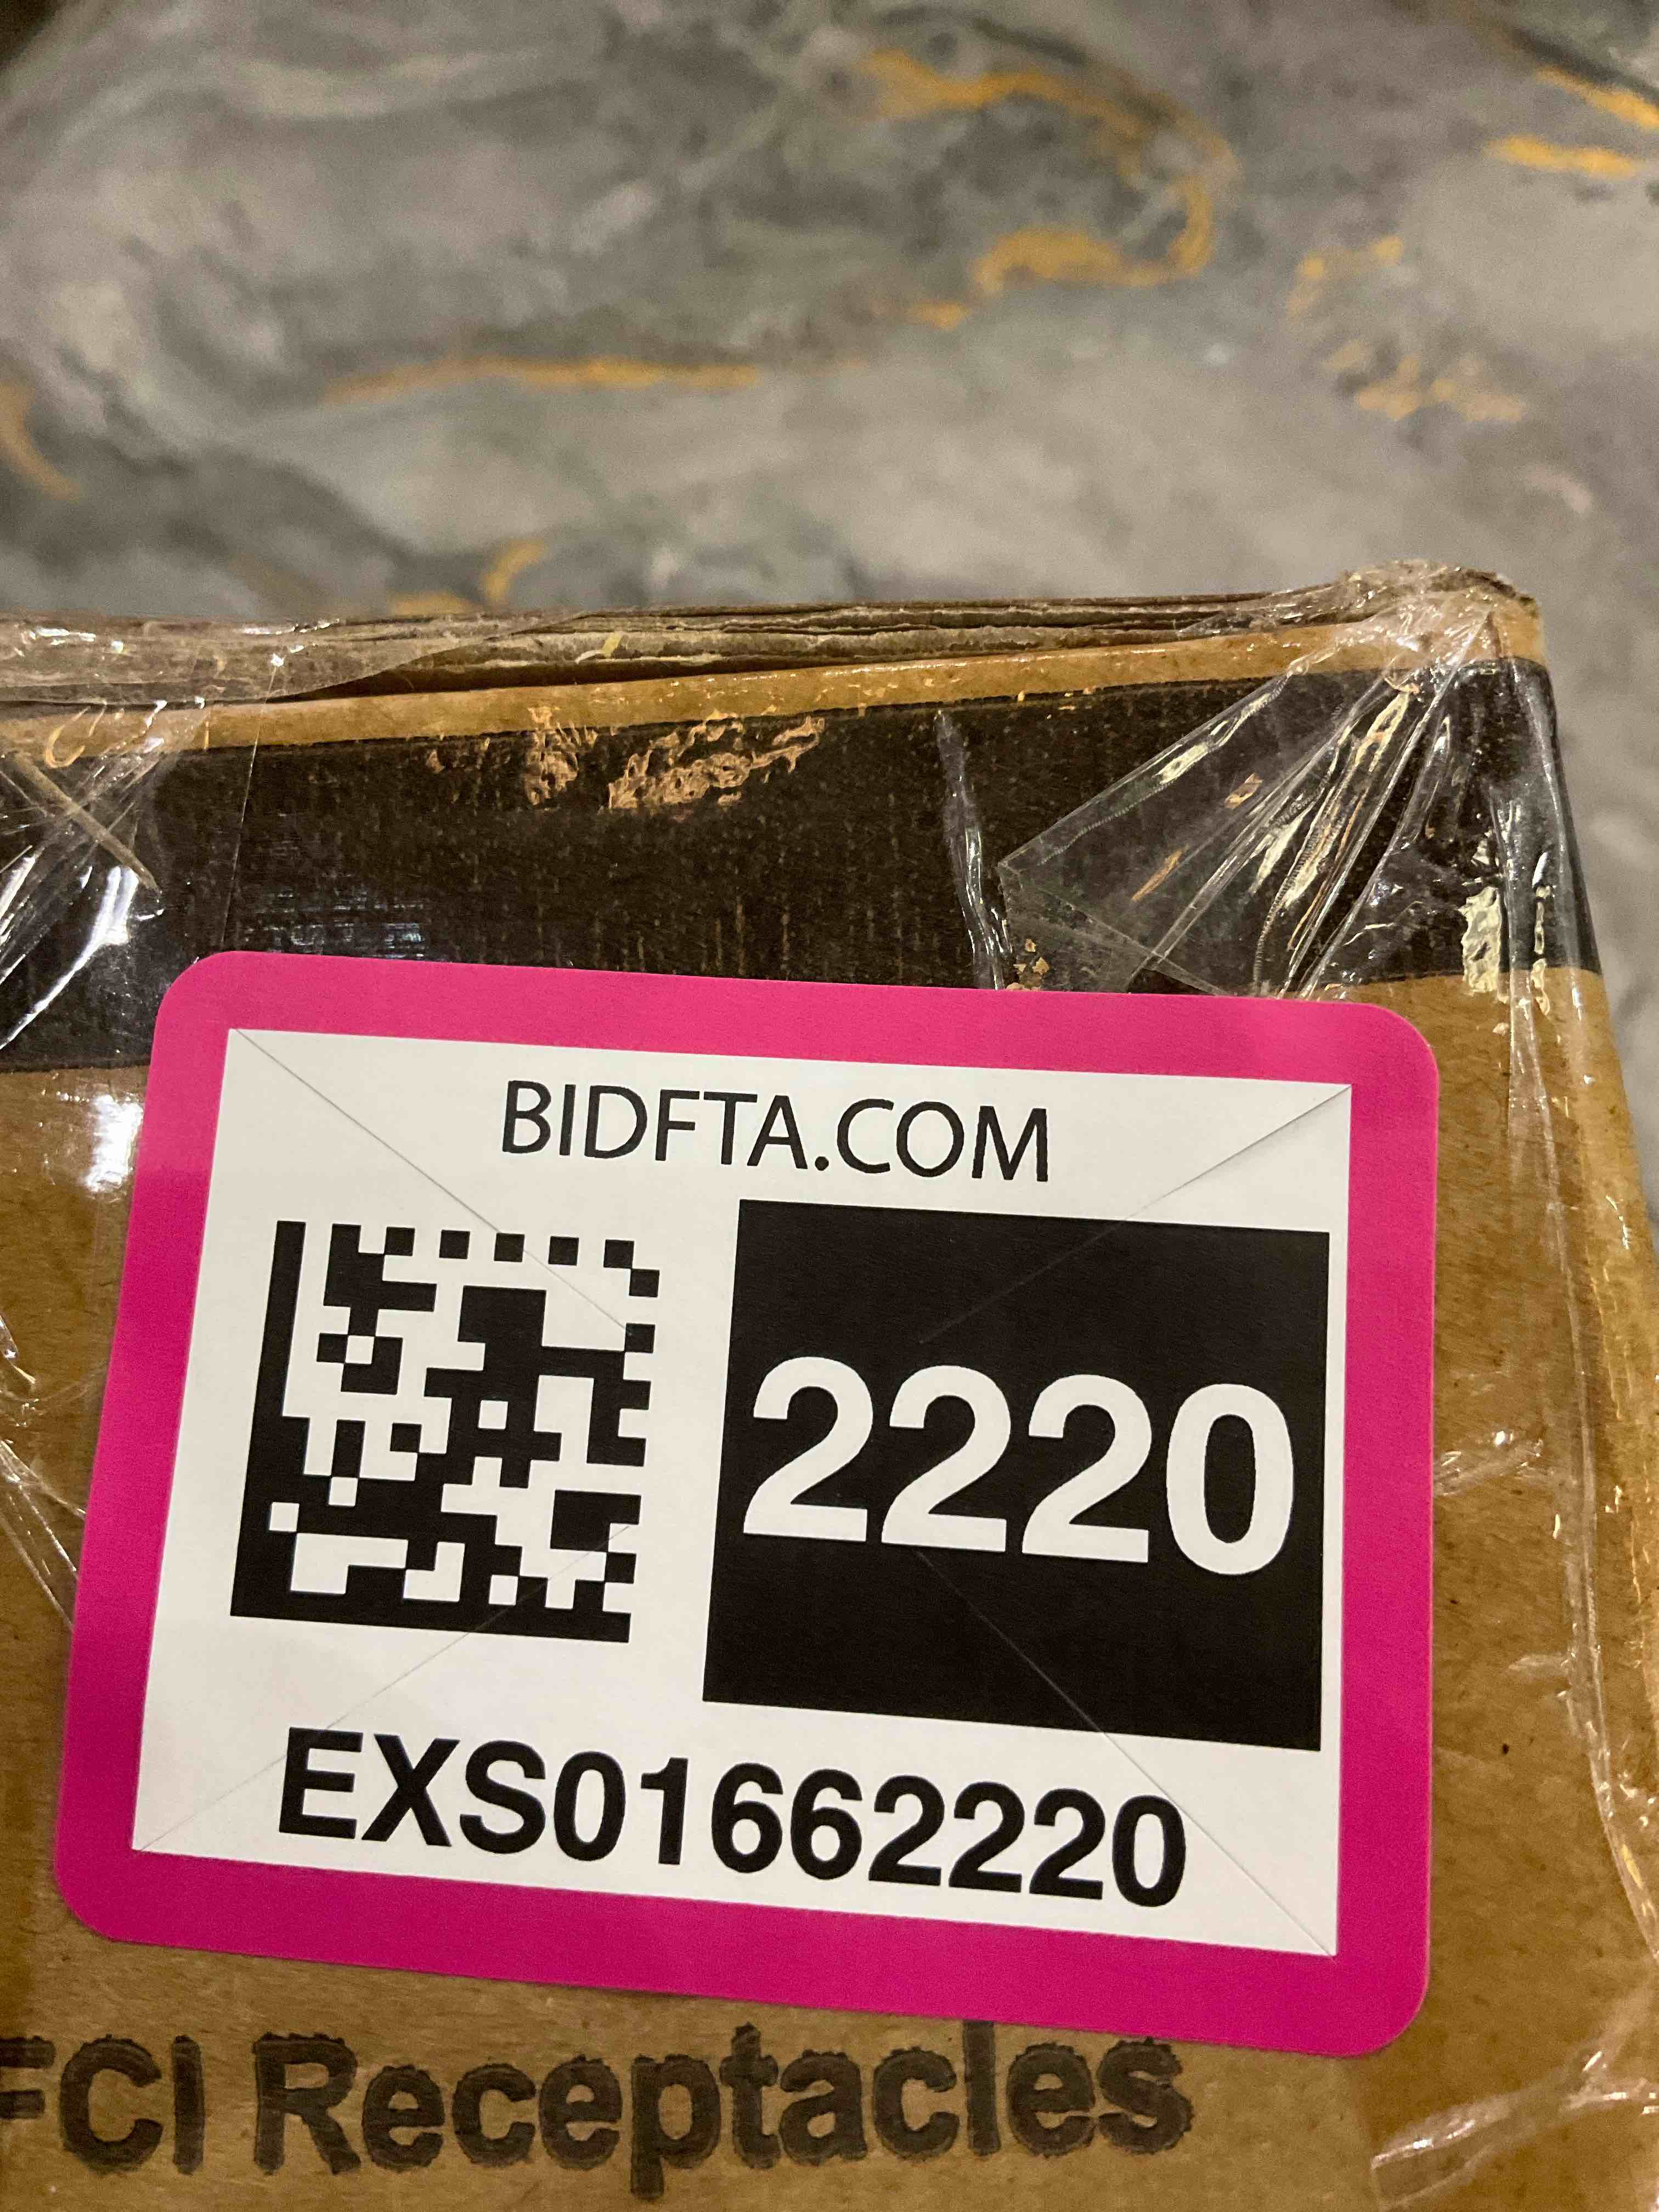 BIDFTA.COM
2220
EXS01662220
FCI Receptacles